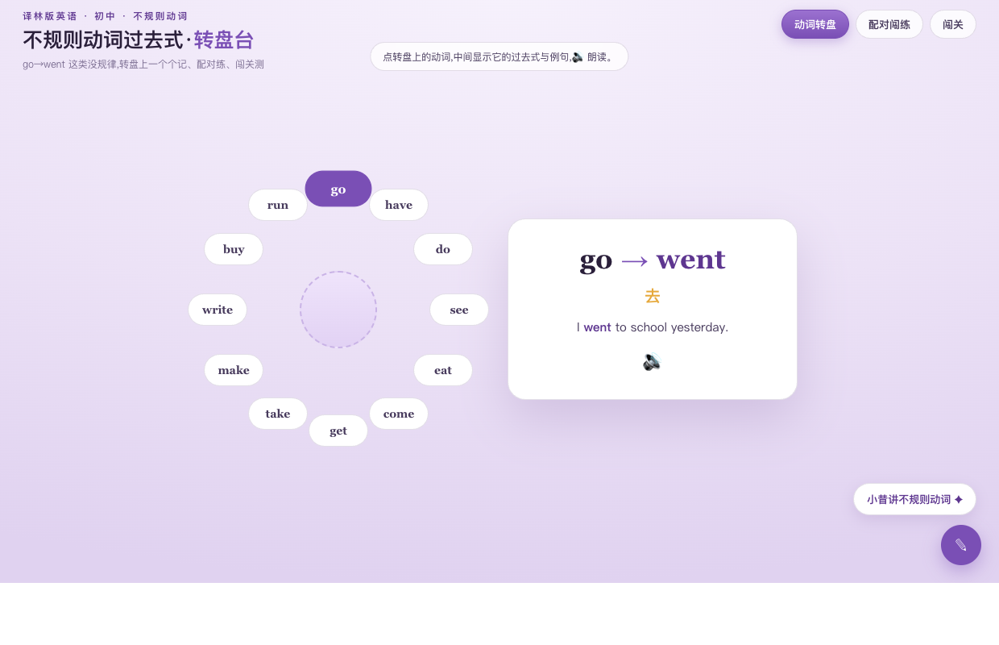 译林版英语 · 初中 · 不规则动词
不规则动词过去式·转盘台
go→went 这类没规律,转盘上一个个记、配对练、闯关测
点转盘上的动词,中间显示它的过去式与例句,🔈 朗读。
动词转盘
配对闯练
闯关
go
run
have
buy
do
write
see
make
eat
take
come
get
go → went
去
I went to school yesterday.
小昔讲不规则动词 ✦